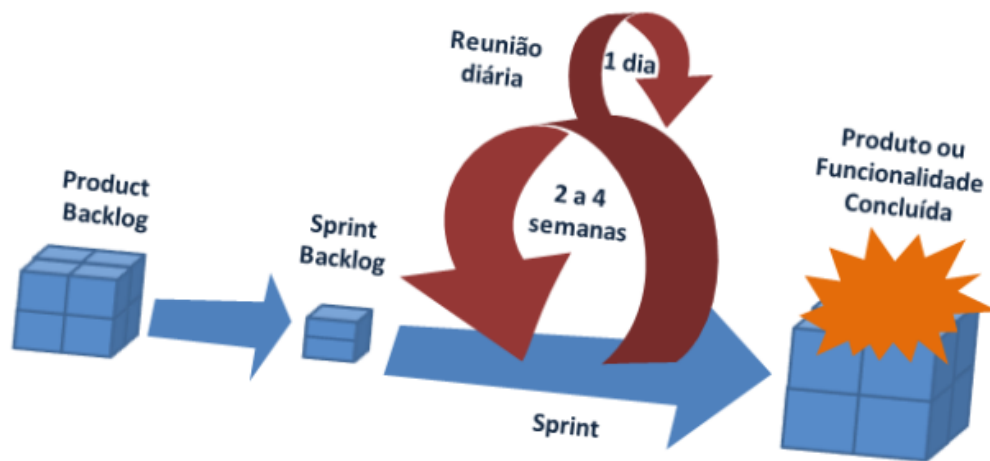 Product
Backlog
Sprint
Backlog
Reunião
diária
1 dia
2 a 4
semanas
Sprint
Produto ou
Funcionalidade
Concluída